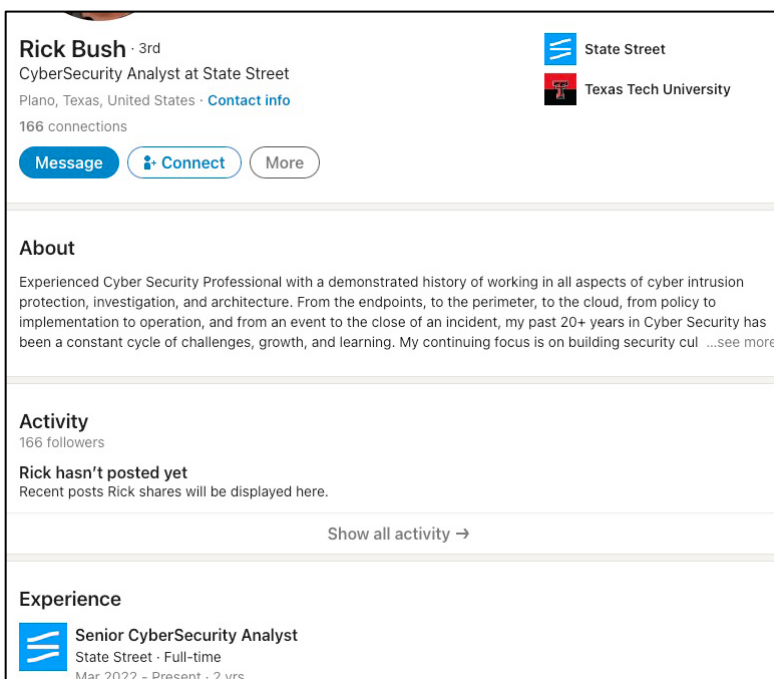 Rick Bush · 3rd
CyberSecurity Analyst at State Street
Plano, Texas, United States · Contact info
166 connections
Message
Connect
More
State Street
Texas Tech University
About
Experienced Cyber Security Professional with a demonstrated history of working in all aspects of cyber intrusion
protection, investigation, and architecture. From the endpoints, to the perimeter, to the cloud, from policy to
implementation to operation, and from an event to the close of an incident, my past 20+ years in Cyber Security has
been a constant cycle of challenges, growth, and learning. My continuing focus is on building security cul ...see more
Activity
166 followers
Rick hasn't posted yet
Recent posts Rick shares will be displayed here.
Show all activity →
Experience
Senior CyberSecurity Analyst
State Street · Full-time
Mar 2022 - Present · 2 yrs